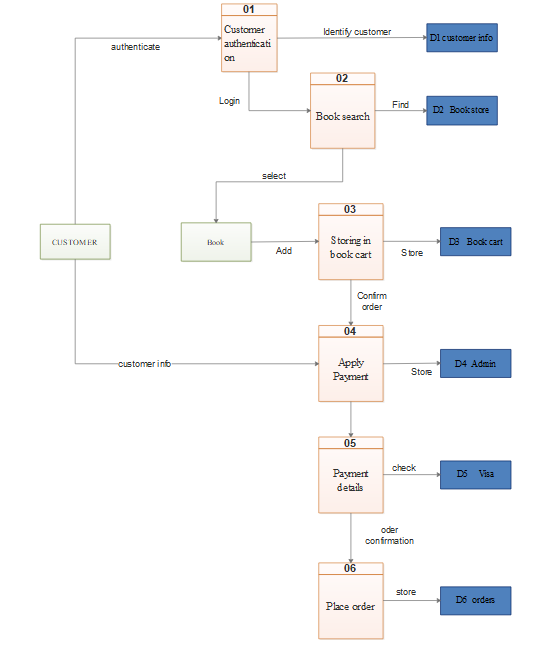 01
Customer
authenticati
on
Identify customer
D1 customer info
authenticate
02
Login
Book search
Find
D2 Book store
select
03
CUSTOMER
Book
Add
Storing in
book cart
Store
D3 Book cart
Confirm
order
04
customer info
Apply
Payment
Store
D4 Admin
05
Payment
details
check
D5 Visa
oder
confirmation
06
Place order
store
D6 orders